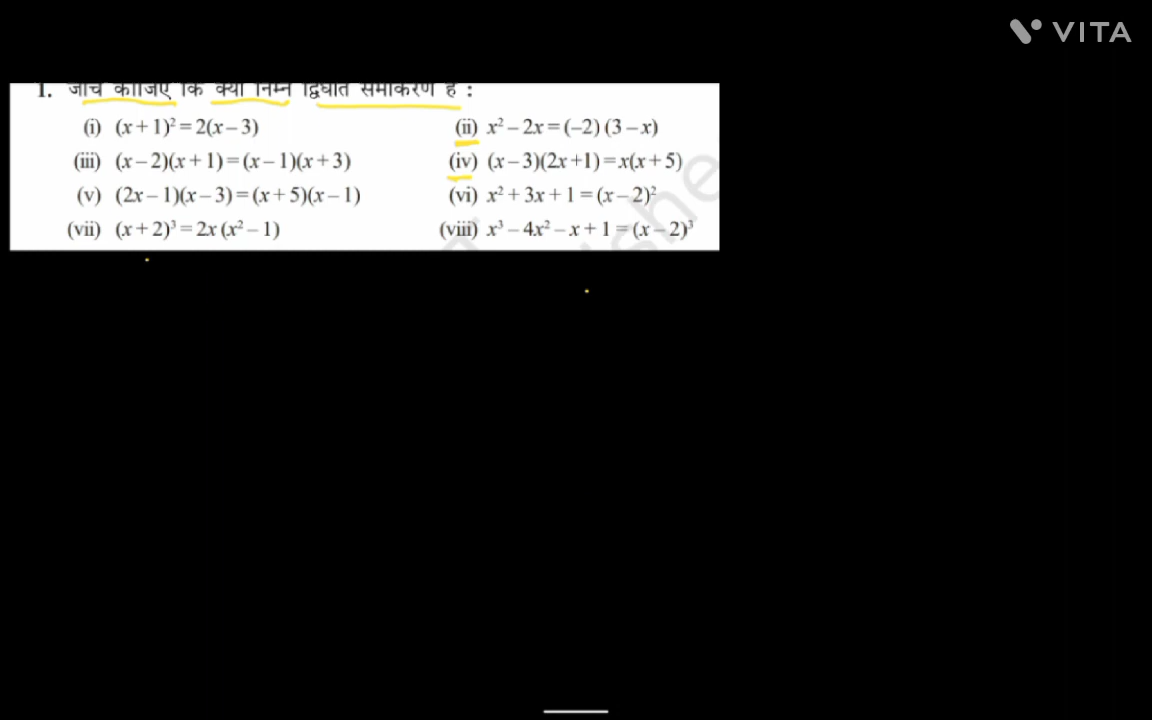 VITA
1. जाँच कीजिए कि क्या निम्न द्विघात समीकरण हैं :
(i) (x + 1)² = 2(x – 3) (ii) x² – 2x = (–2) (3 – x)
(iii) (x – 2)(x + 1) = (x – 1)(x + 3) (iv) (x – 3)(2x +1) = x(x + 5)
(v) (2x – 1)(x – 3) = (x + 5)(x – 1) (vi) x² + 3x + 1 = (x – 2)²
(vii) (x + 2)³ = 2x (x² – 1) (viii) x³ – 4x² – x + 1 = (x – 2)³